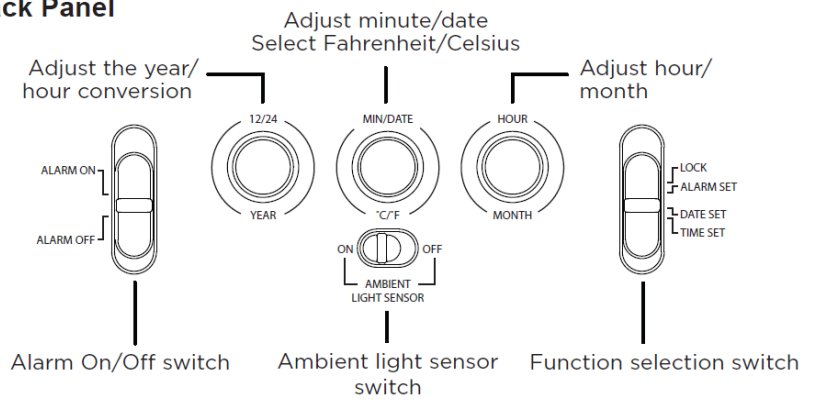 ck Panel
Adjust minute/date
Select Fahrenheit/Celsius
Adjust the year/
hour conversion
Adjust hour/
month
12/24
MIN/DATE
HOUR
ALARM ON
ALARM OFF
LOCK
ALARM SET
DATE SET
TIME SET
YEAR
°C/°F
MONTH
ON
OFF
AMBIENT
LIGHT SENSOR
Alarm On/Off switch
Ambient light sensor
switch
Function selection switch